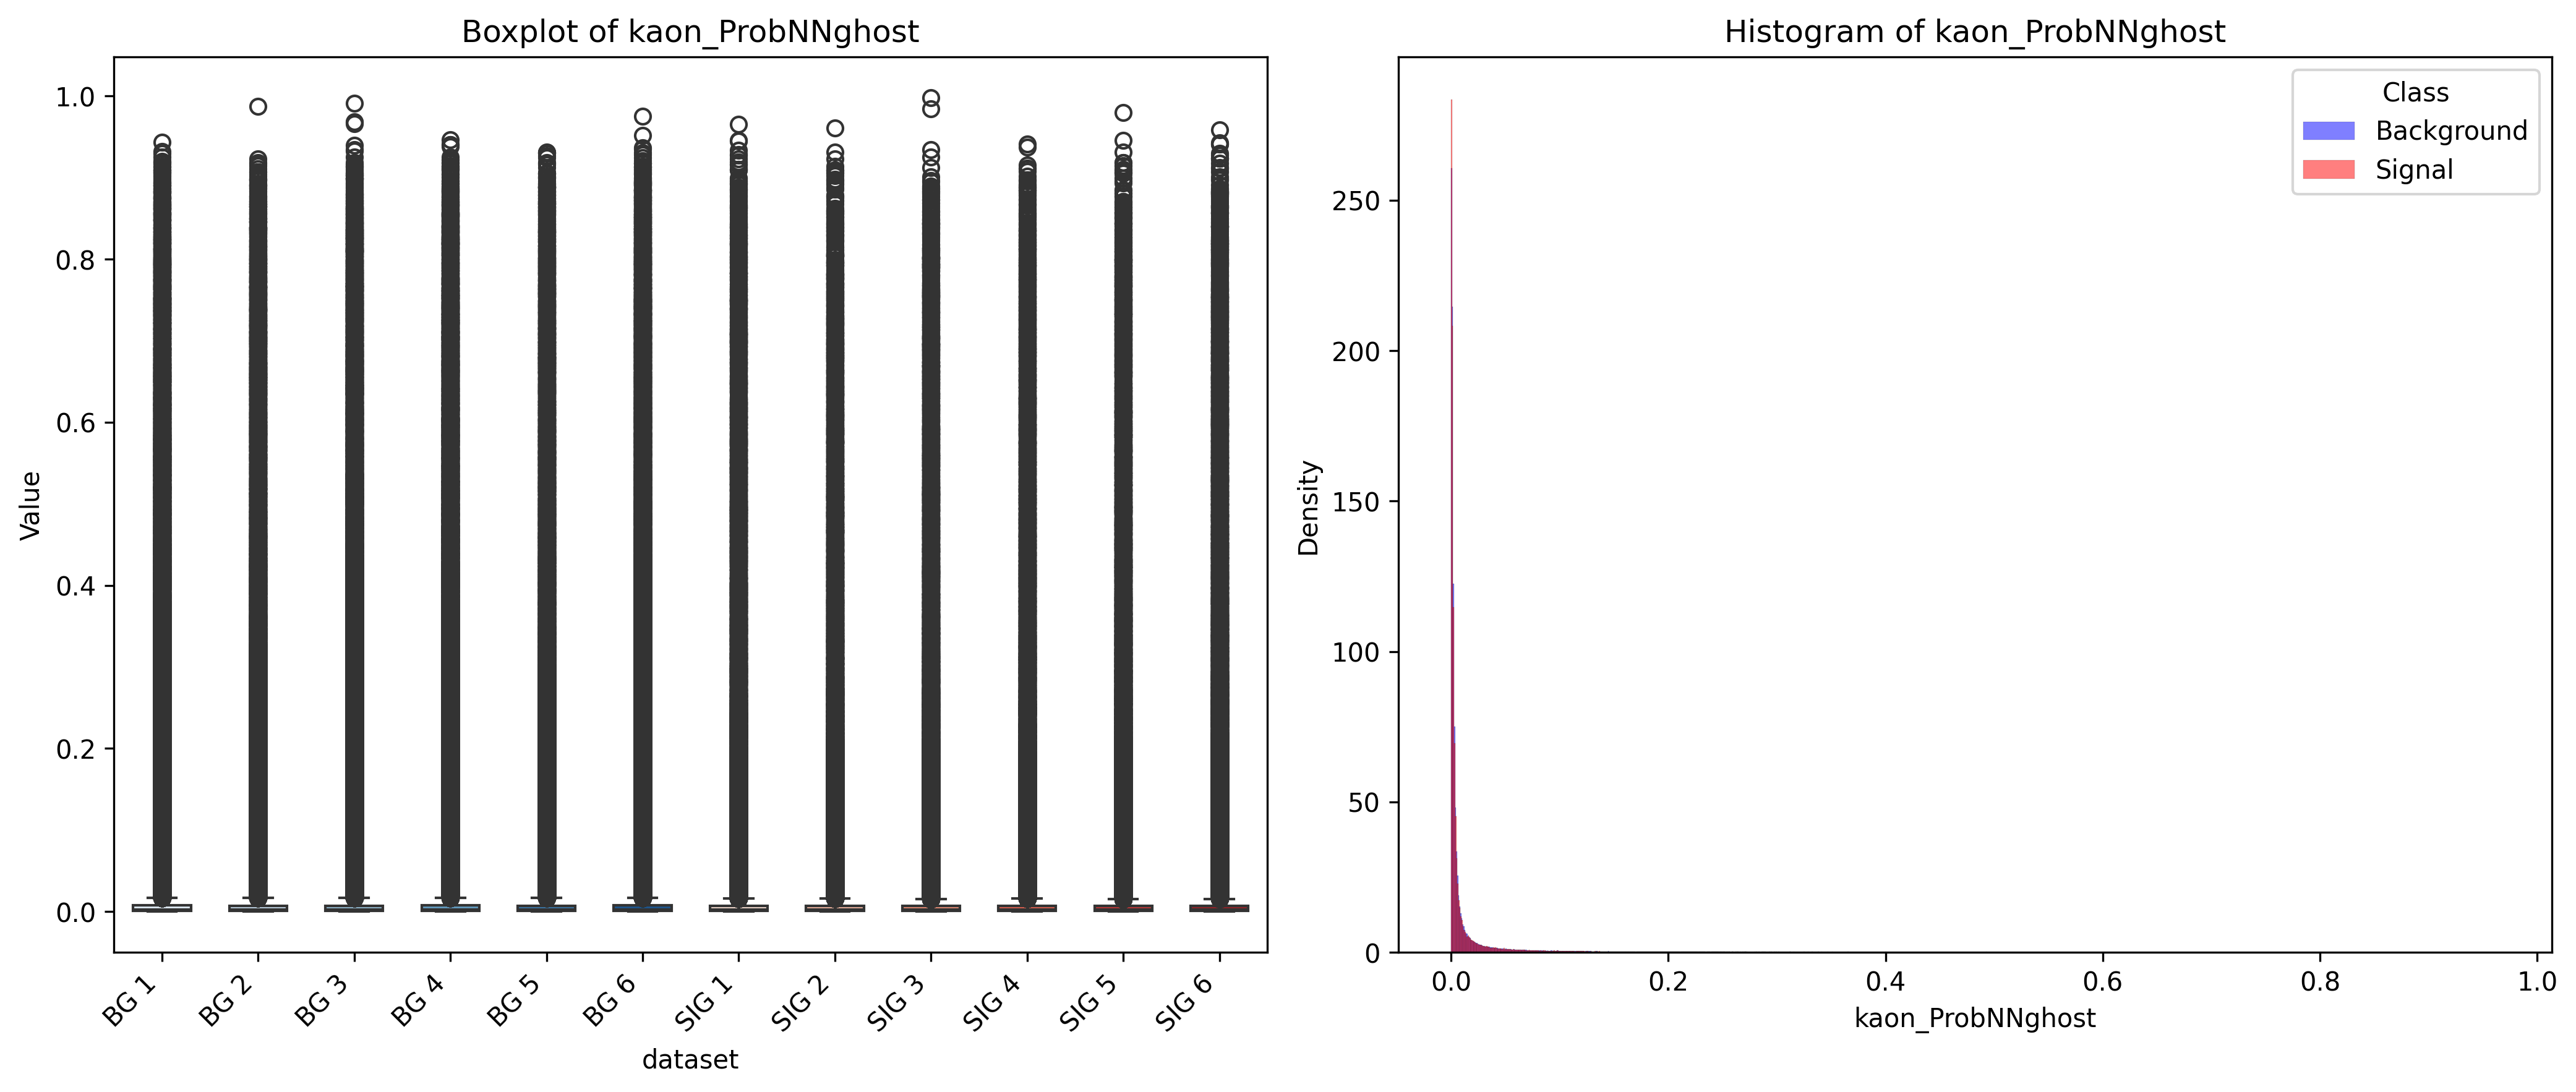 Boxplot of kaon_ProbNNghost
Value
1.0
0.8
0.6
0.4
0.2
0.0
BG 1
BG 2
BG 3
BG 4
BG 5
BG 6
SIG 1
SIG 2
SIG 3
SIG 4
SIG 5
SIG 6
dataset
Histogram of kaon_ProbNNghost
Class
Background
Signal
Density
250
200
150
100
50
0
0.0
0.2
0.4
0.6
0.8
1.0
kaon_ProbNNghost